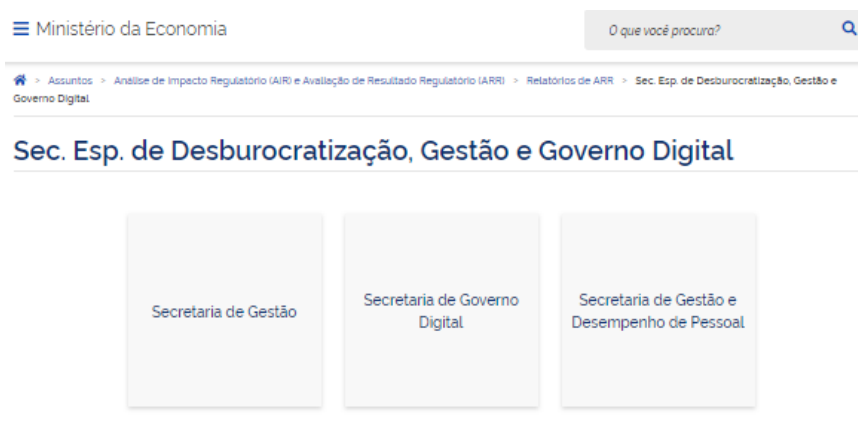 Ministério da Economia
O que você procura?
> Assuntos > Análise de Impacto Regulatório (AIR) e Avaliação de Resultado Regulatório (ARR) > Relatórios de ARR > Sec. Esp. de Desburocratização, Gestão e
Governo Digital
Sec. Esp. de Desburocratização, Gestão e Governo Digital
Secretaria de Gestão
Secretaria de Governo
Digital
Secretaria de Gestão e
Desempenho de Pessoal